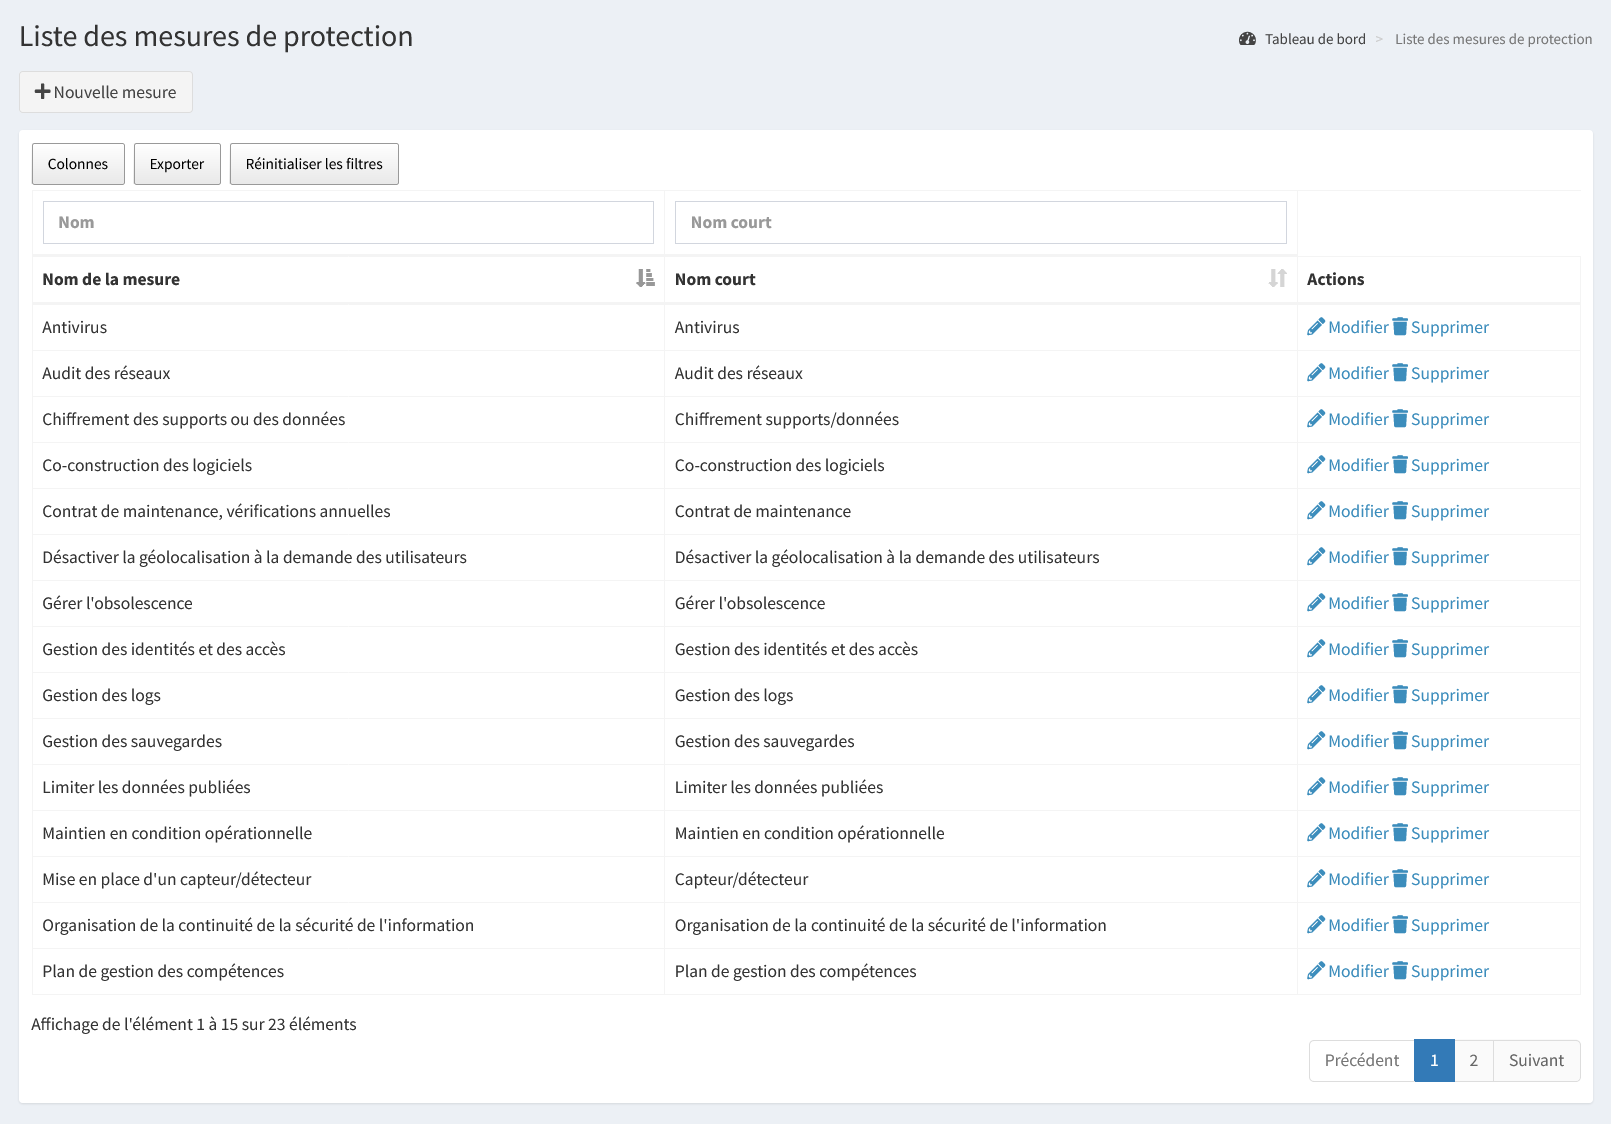 Liste des mesures de protection
Tableau de bord > Liste des mesures de protection
Nouvelle mesure
Colonnes Exporter Réinitialiser les filtres
Nom Nom court
Nom de la mesure Nom court Actions
Antivirus Antivirus Modifier Supprimer
Audit des réseaux Audit des réseaux Modifier Supprimer
Chiffrement des supports ou des données Chiffrement supports/données Modifier Supprimer
Co-construction des logiciels Co-construction des logiciels Modifier Supprimer
Contrat de maintenance, vérifications annuelles Contrat de maintenance Modifier Supprimer
Désactiver la géolocalisation à la demande des utilisateurs Désactiver la géolocalisation à la demande des utilisateurs Modifier Supprimer
Gérer l'obsolescence Gérer l'obsolescence Modifier Supprimer
Gestion des identités et des accès Gestion des identités et des accès Modifier Supprimer
Gestion des logs Gestion des logs Modifier Supprimer
Gestion des sauvegardes Gestion des sauvegardes Modifier Supprimer
Limiter les données publiées Limiter les données publiées Modifier Supprimer
Maintien en condition opérationnelle Maintien en condition opérationnelle Modifier Supprimer
Mise en place d'un capteur/détecteur Capteur/détecteur Modifier Supprimer
Organisation de la continuité de la sécurité de l'information Organisation de la continuité de la sécurité de l'information Modifier Supprimer
Plan de gestion des compétences Plan de gestion des compétences Modifier Supprimer
Affichage de l'élément 1 à 15 sur 23 éléments
Précédent 1 2 Suivant